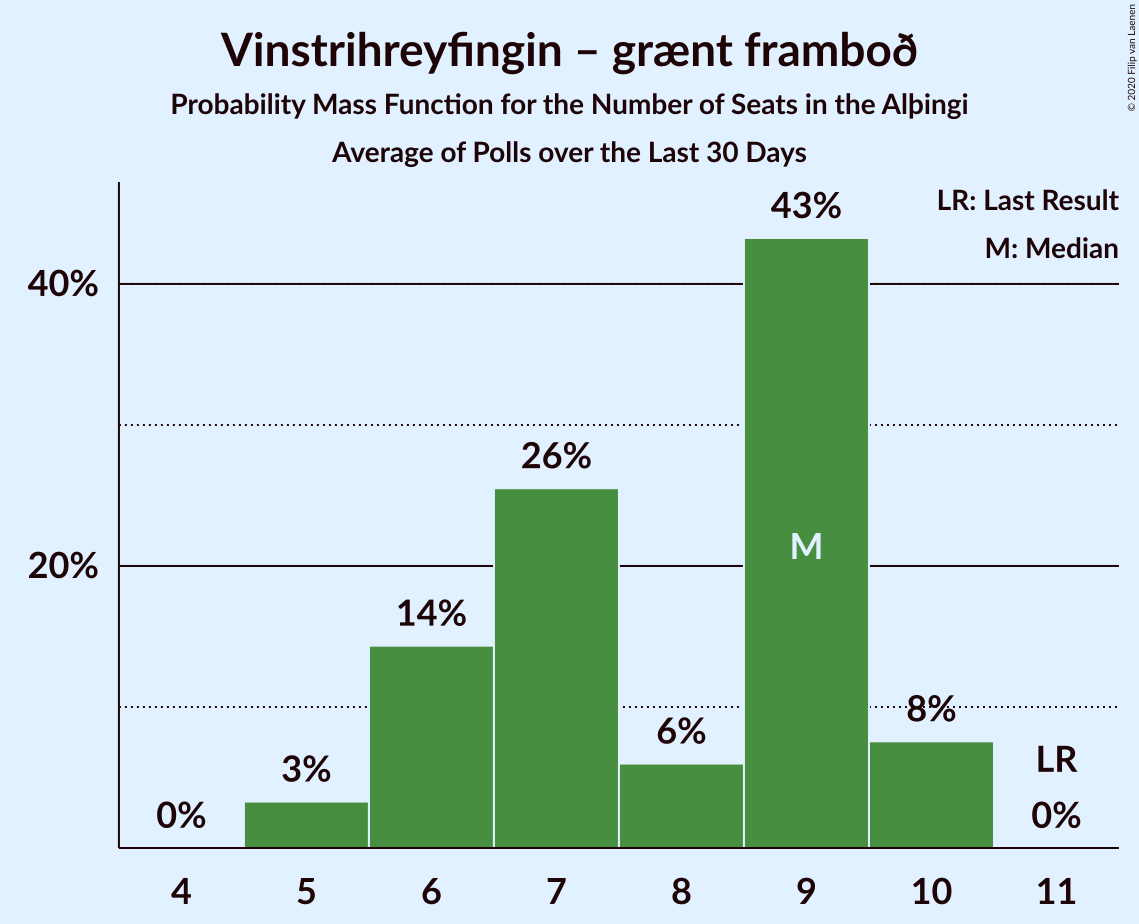 Vinstrihreyfingin – grænt framboð
Probability Mass Function for the Number of Seats in the Alþingi
Average of Polls over the Last 30 Days
© 2020 Filip van Laenen
LR: Last Result
M: Median
43%
40%
26%
20%
M
14%
8%
6%
3%
LR
0%
0%
4 5 6 7 8 9 10 11